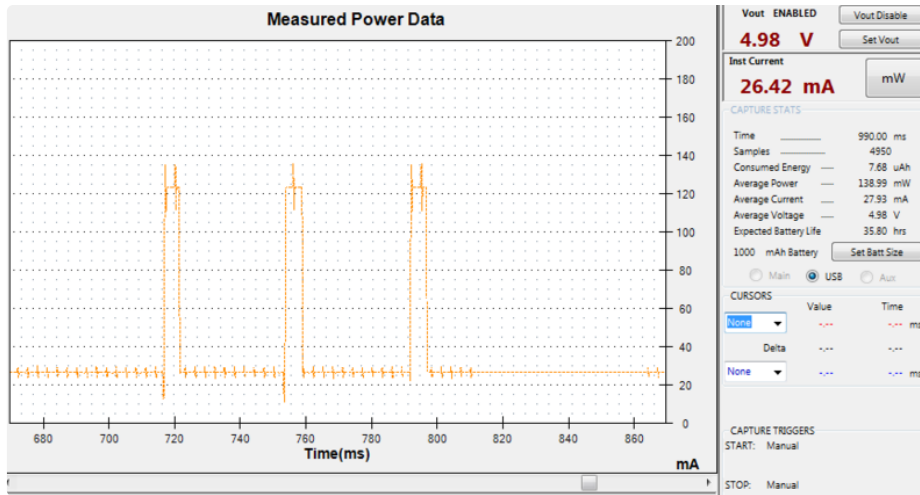 Measured Power Data
200
180
160
140
120
100
80
60
40
20
0
680 700 720 740 760 780 800 820 840 860
Time(ms)
mA
Vout ENABLED Vout Disable
4.98 V Set Vout
Inst Current
26.42 mA mW
CAPTURE STATS
Time 990.00 ms
Samples 4950
Consumed Energy 7.68 uAh
Average Power 138.99 mW
Average Current 27.93 mA
Average Voltage 4.98 V
Expected Battery Life 35.80 hrs
1000 mAh Battery Set Batt Size
Main USB Aux
CURSORS
Value Time
None -.-- -.-- ms
Delta -.-- -.--
None -.-- -.-- ms
CAPTURE TRIGGERS
START: Manual
STOP: Manual